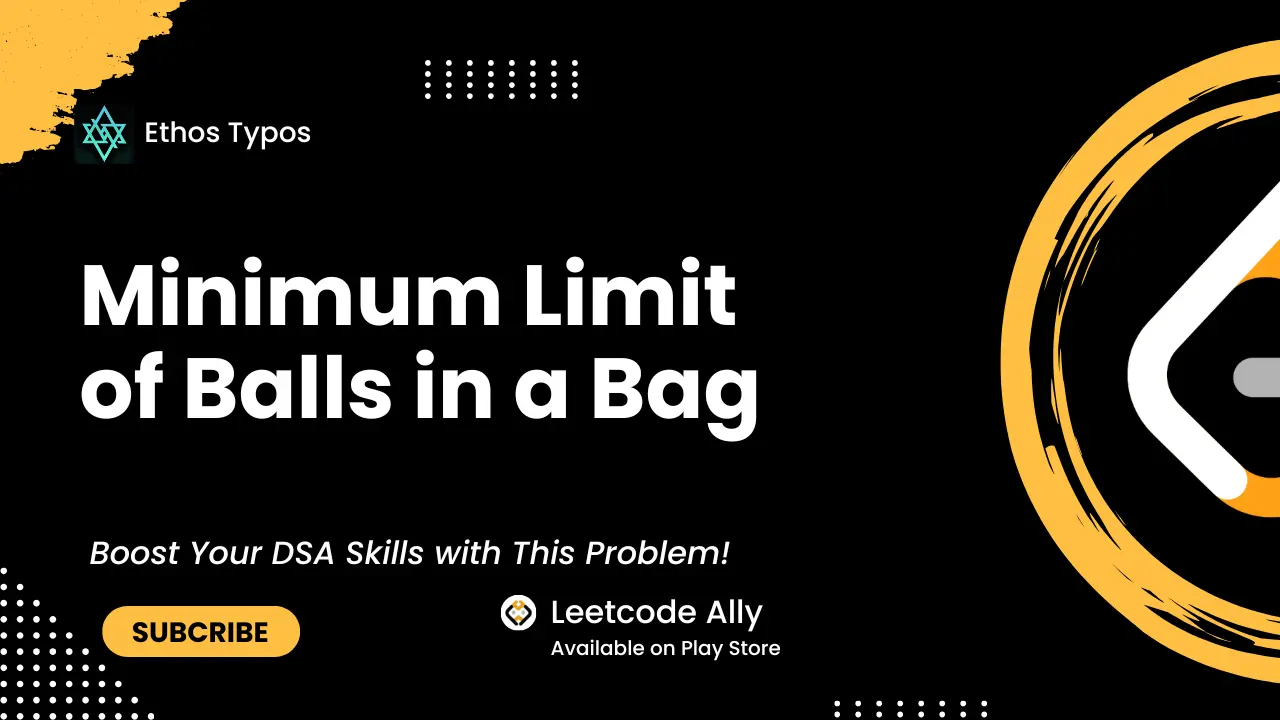 Ethos Typos
Minimum Limit
of Balls in a Bag
Boost Your DSA Skills with This Problem!
SUBCRIBE
Leetcode Ally
Available on Play Store